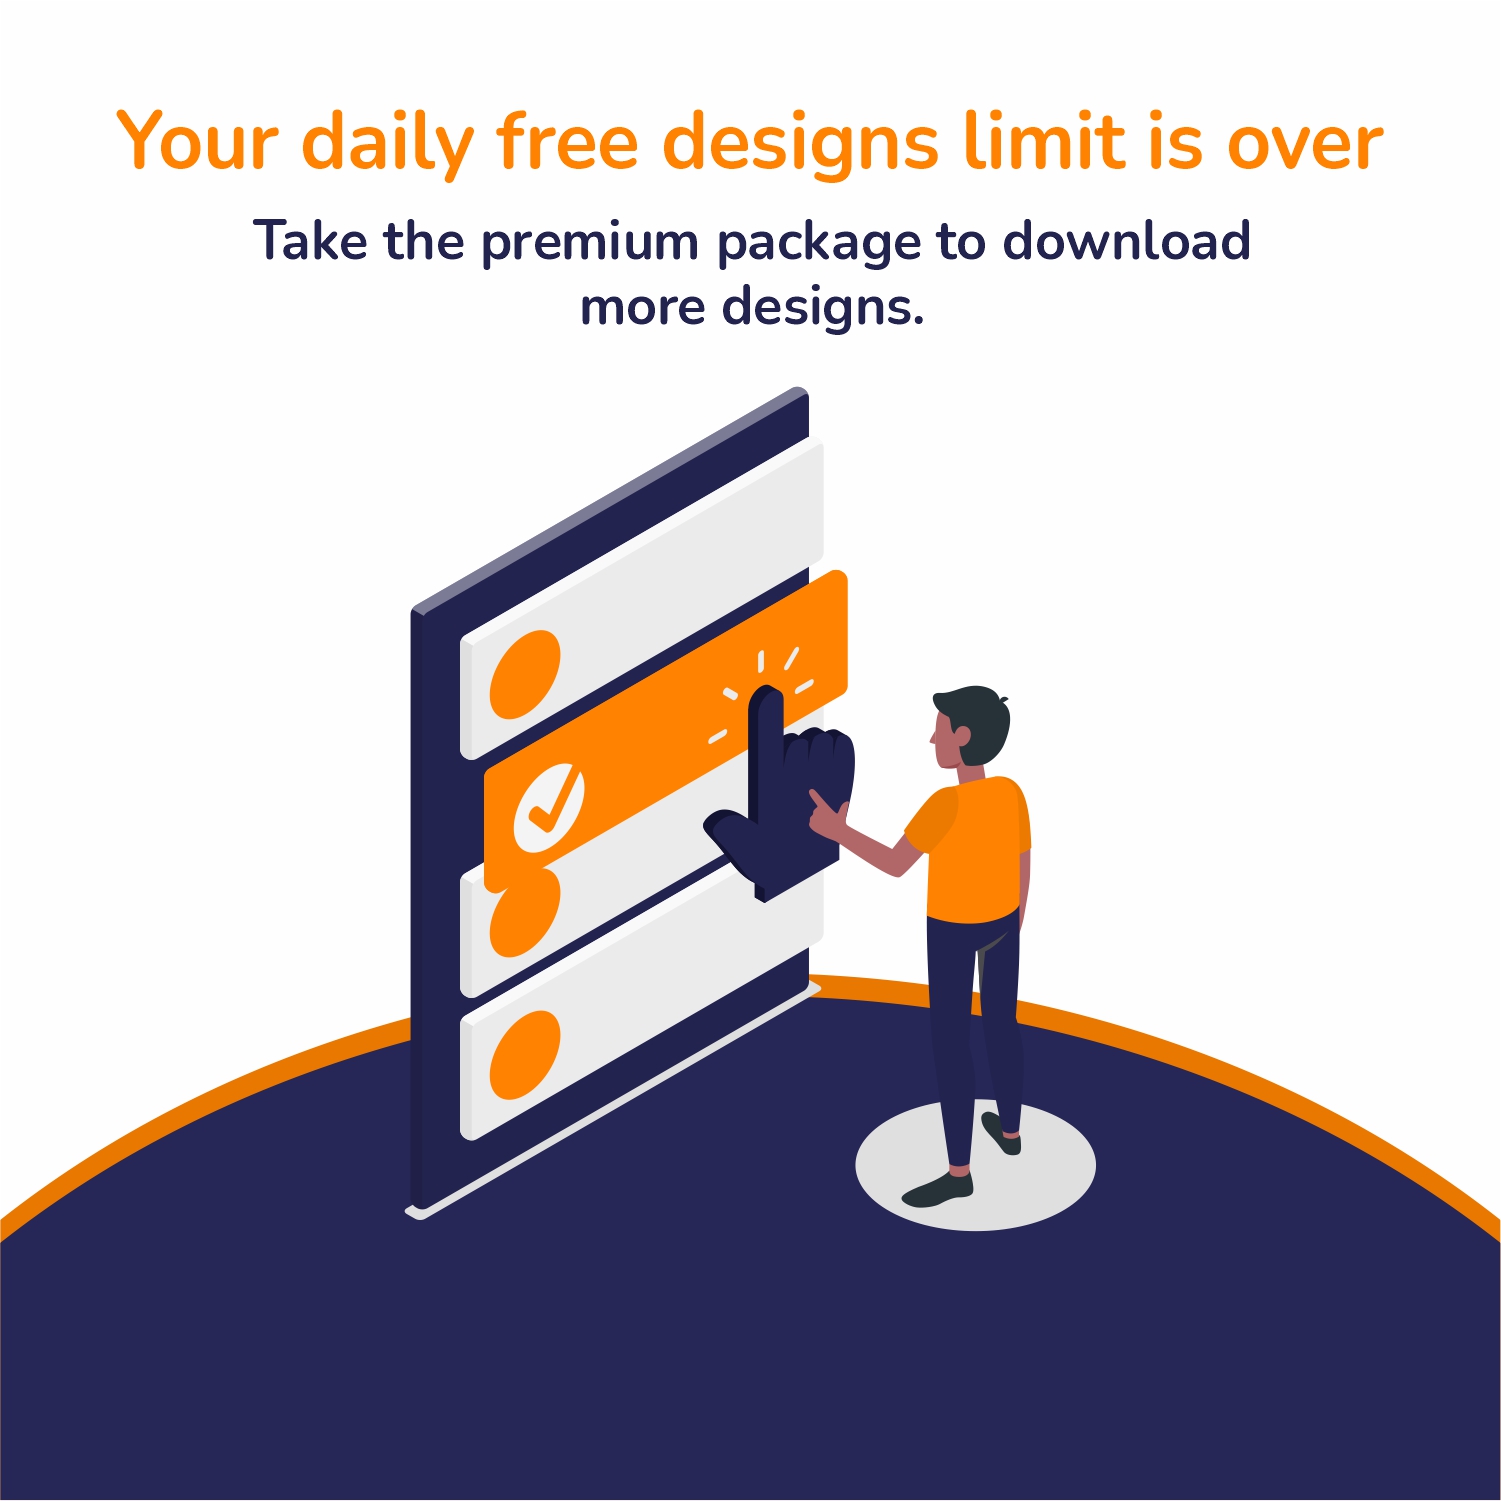 Your daily free designs limit is over
Take the premium package to download
more designs.